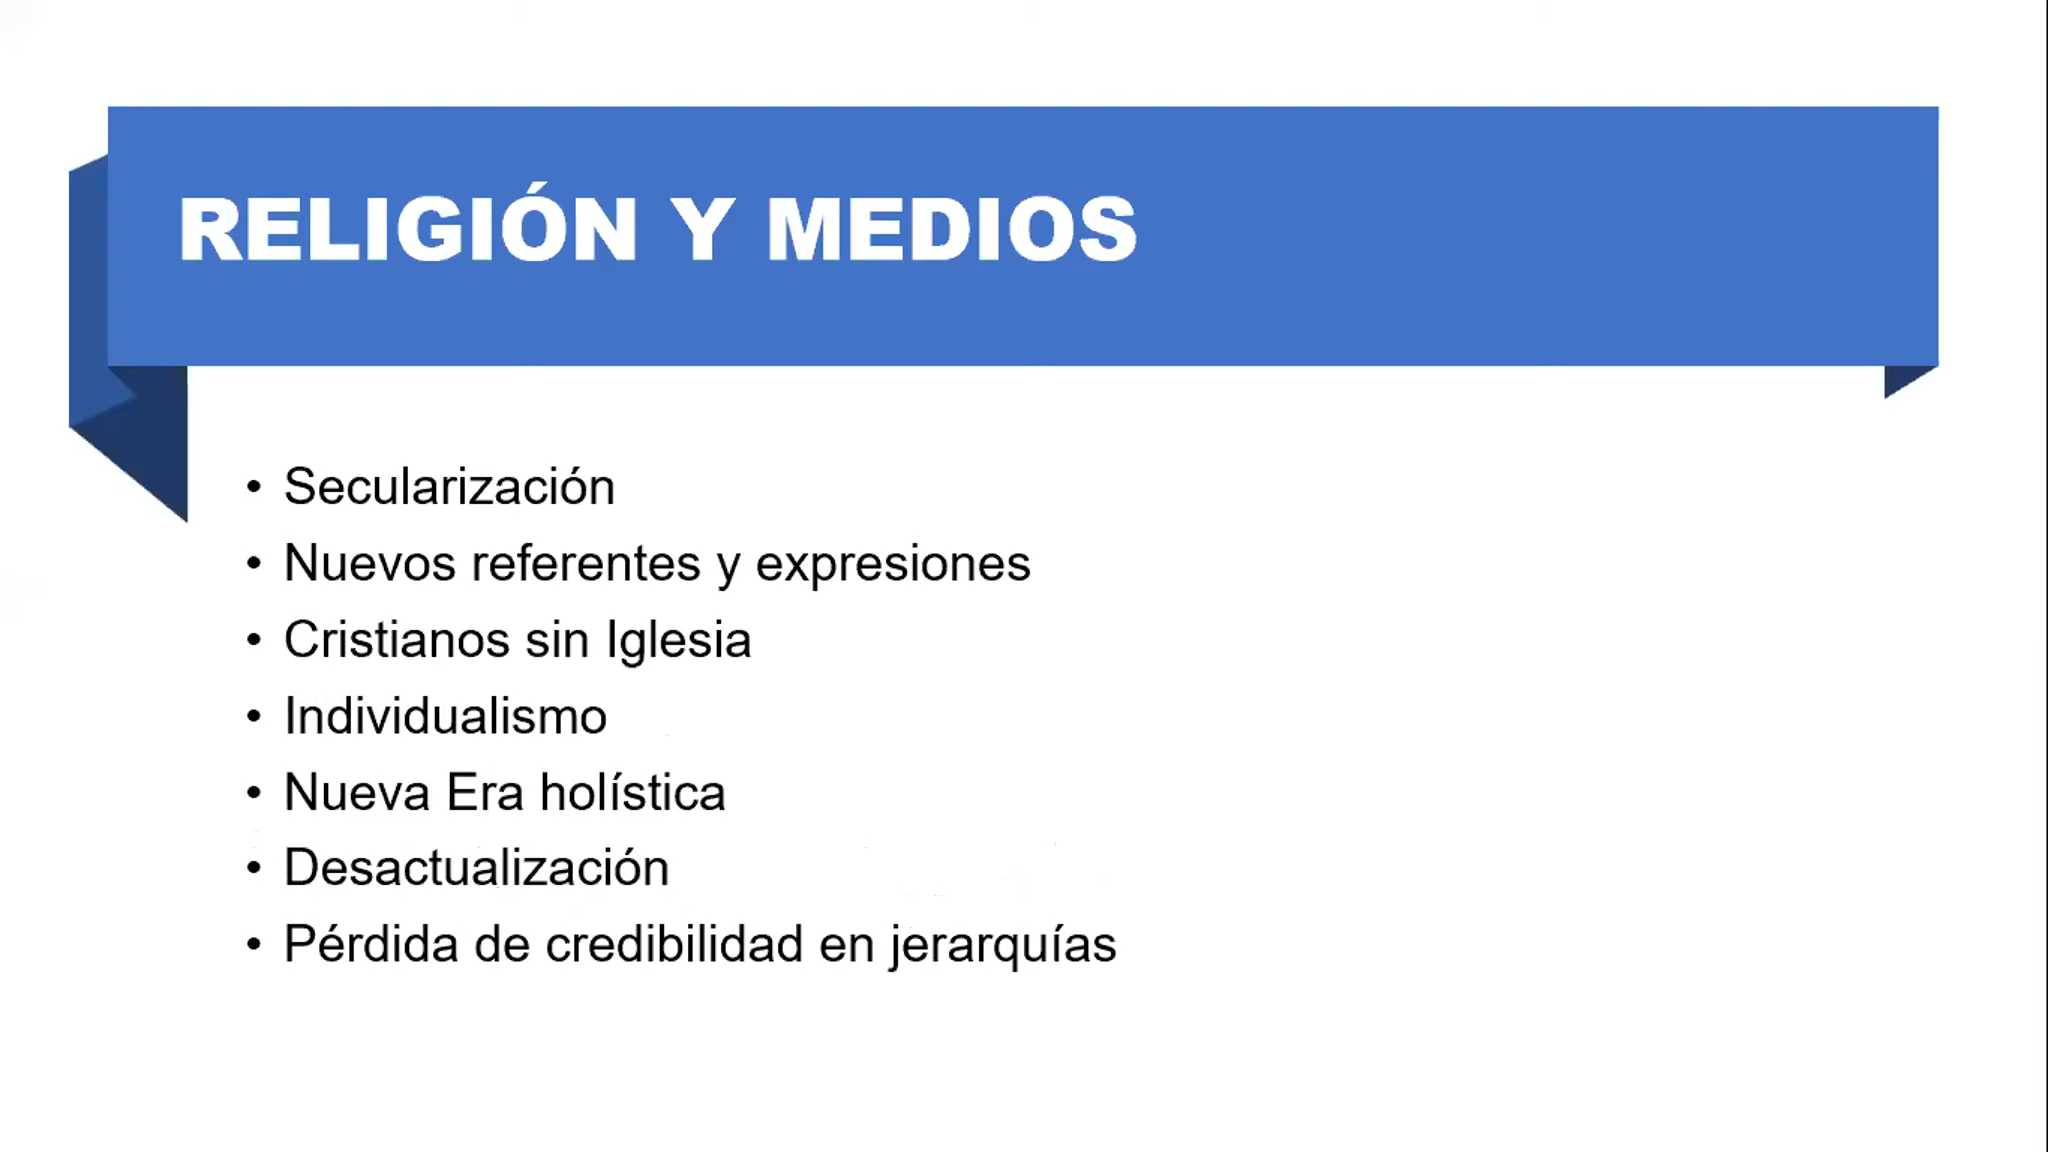 RELIGIÓN Y MEDIOS
• Secularización
• Nuevos referentes y expresiones
• Cristianos sin Iglesia
• Individualismo
• Nueva Era holística
• Desactualización
• Pérdida de credibilidad en jerarquías